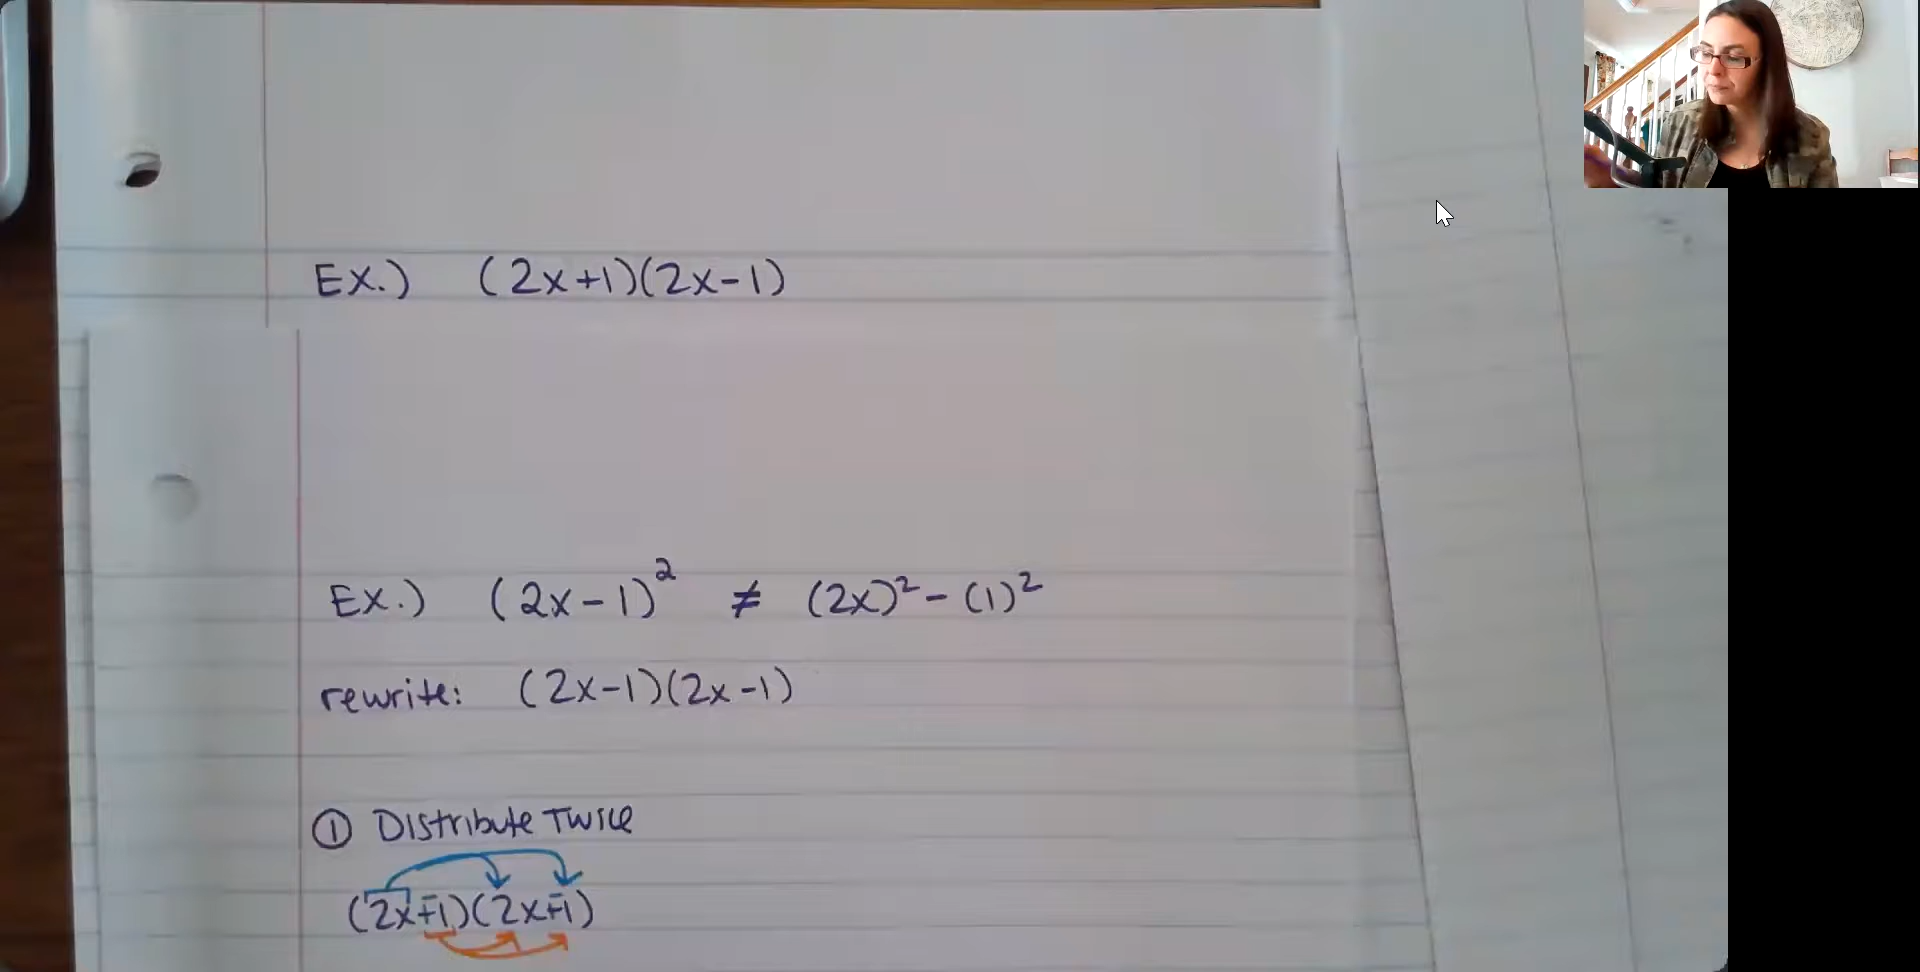 Ex.) (2x+1)(2x-1)
Ex.) (2x-1)² ≠ (2x)² - (1)²
rewrite: (2x-1)(2x-1)
① Distribute Twice
(2x+⁻1)(2x+⁻1)